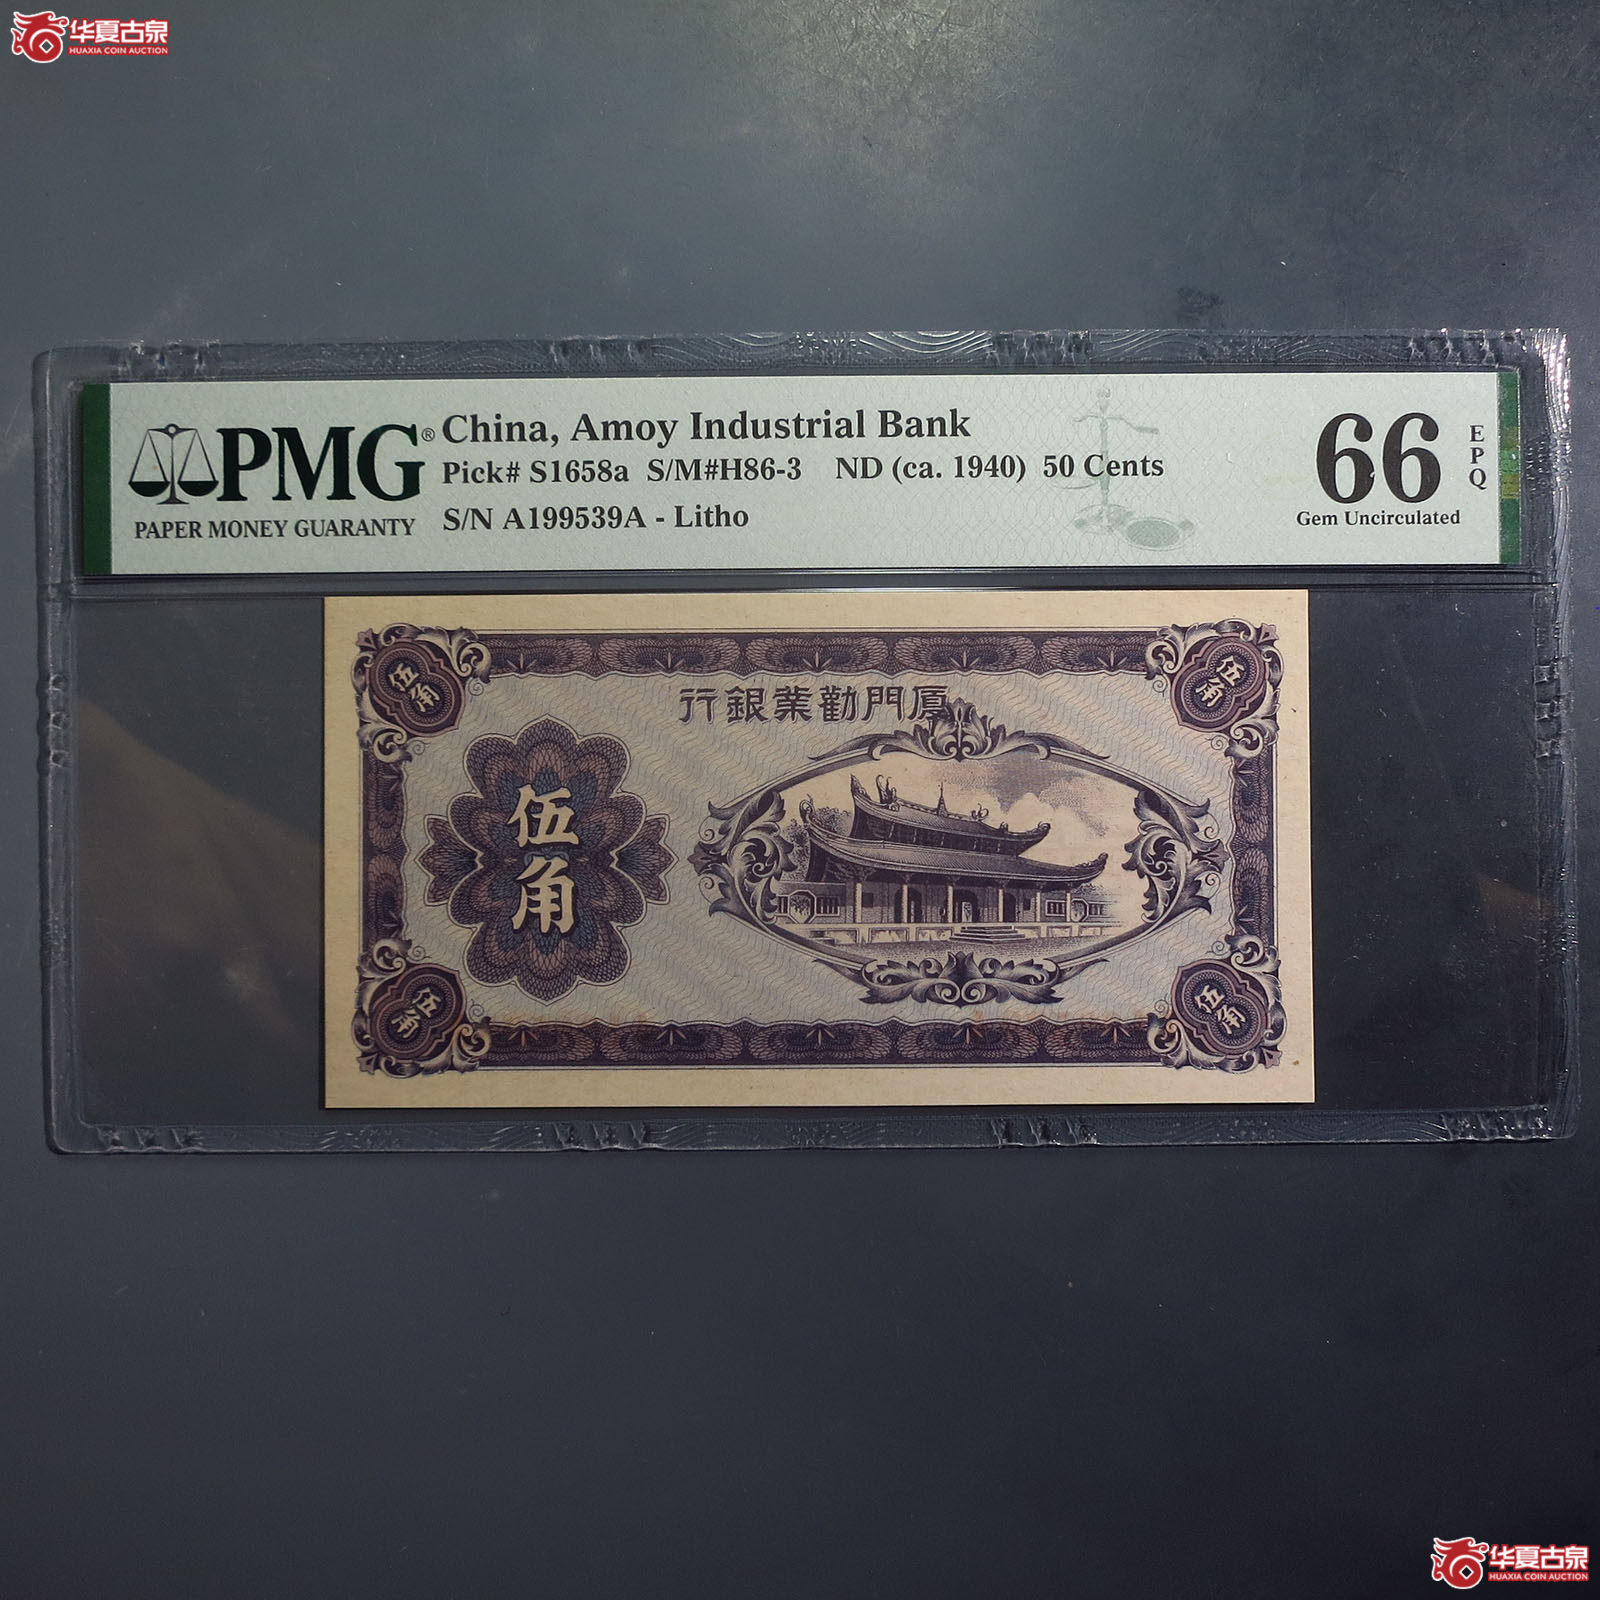 华夏古泉
HUAXIA COIN AUCTION
PMG® China, Amoy Industrial Bank
Pick# S1658a S/M#H86-3 ND (ca. 1940) 50 Cents
PAPER MONEY GUARANTY S/N A199539A - Litho
66 EPQ
Gem Uncirculated
伍角
伍角
行銀業勸門厦
伍角
伍角
伍角
华夏古泉
HUAXIA COIN AUCTION